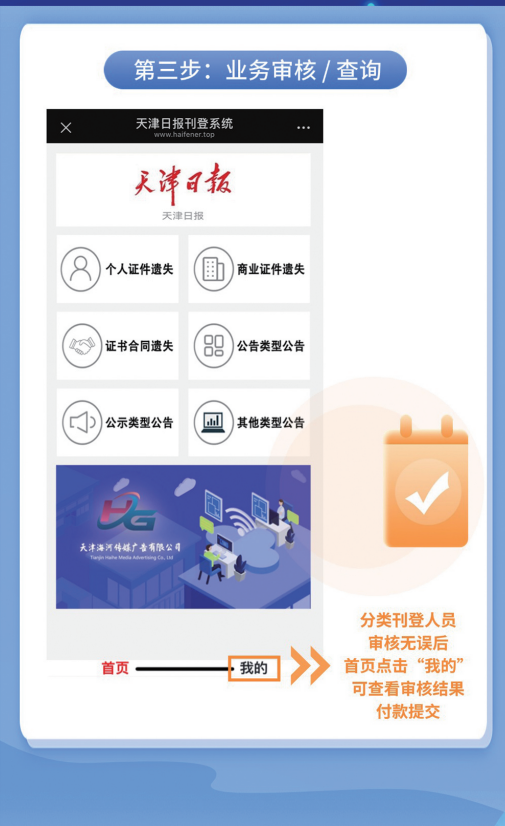 第三步：业务审核 / 查询
天津日报刊登系统
www.haifener.top
天津日报
天津日报
个人证件遗失
商业证件遗失
证书合同遗失
公告类型公告
公示类型公告
其他类型公告
HG
天津海河传媒广告有限公司
Tianjin Haihe Media Advertising Co., Ltd
首页
我的
分类刊登人员
审核无误后
首页点击“我的”
可查看审核结果
付款提交